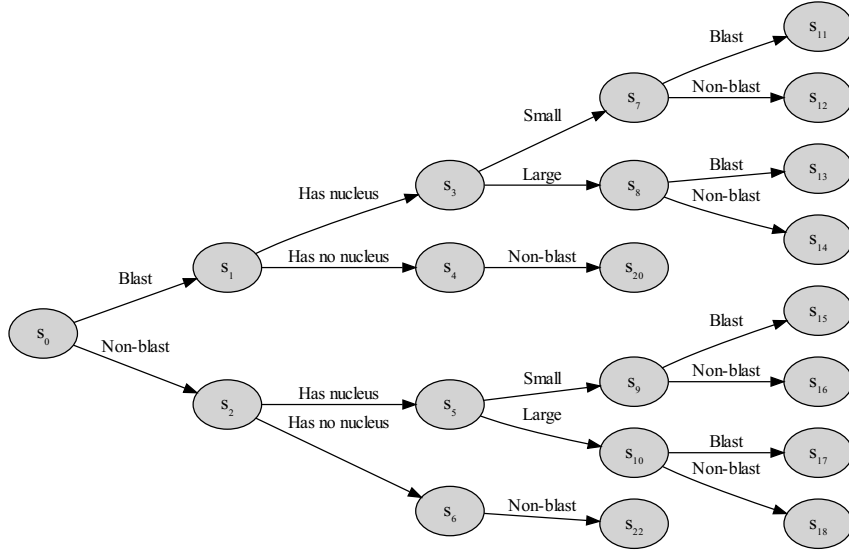 Blast
s11
Non-blast
s7
s12
Small
Has nucleus
s3
Large
s8
Blast
s13
Non-blast
s14
Blast
s1
Has no nucleus
s4
Non-blast
s20
s0
Non-blast
s2
Has nucleus
s5
Small
s9
Blast
s15
Non-blast
s16
Has no nucleus
Large
s10
Blast
s17
Non-blast
s18
s6
Non-blast
s22